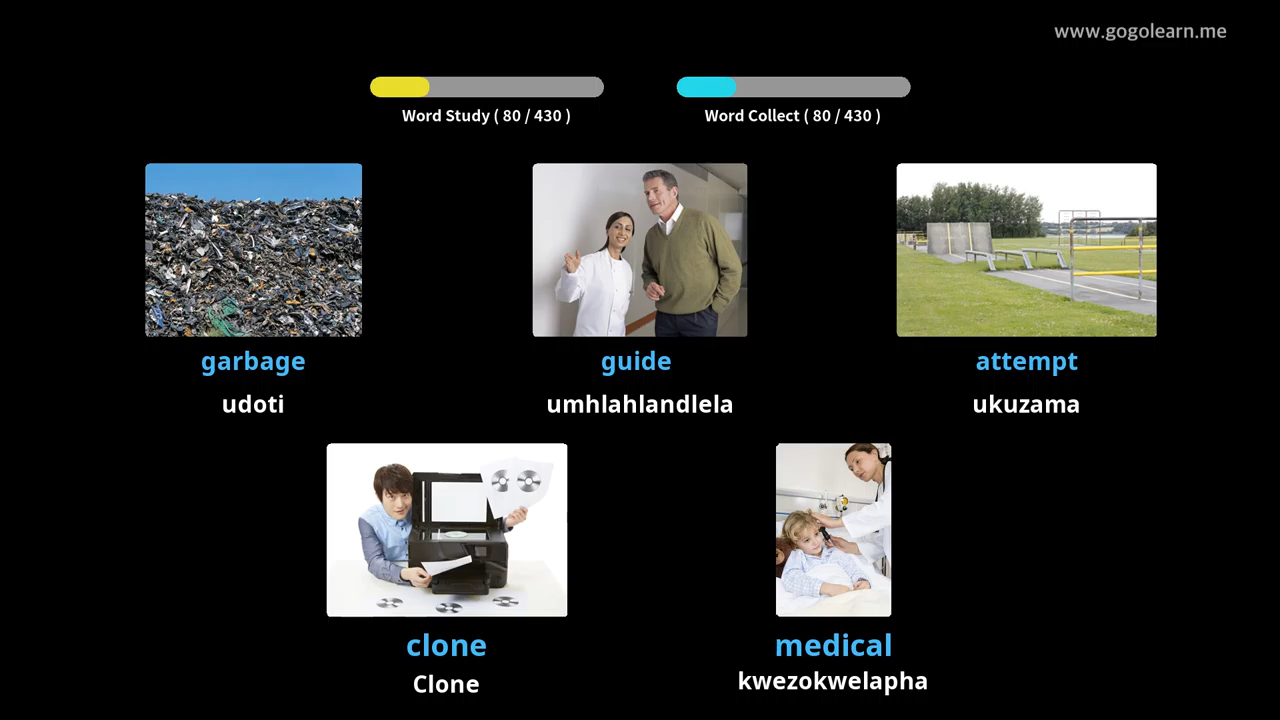 www.gogolearn.me
Word Study ( 80 / 430 )
Word Collect ( 80 / 430 )
garbage
guide
attempt
udoti
umhlahlandlela
ukuzama
clone
medical
Clone
kwezokwelapha